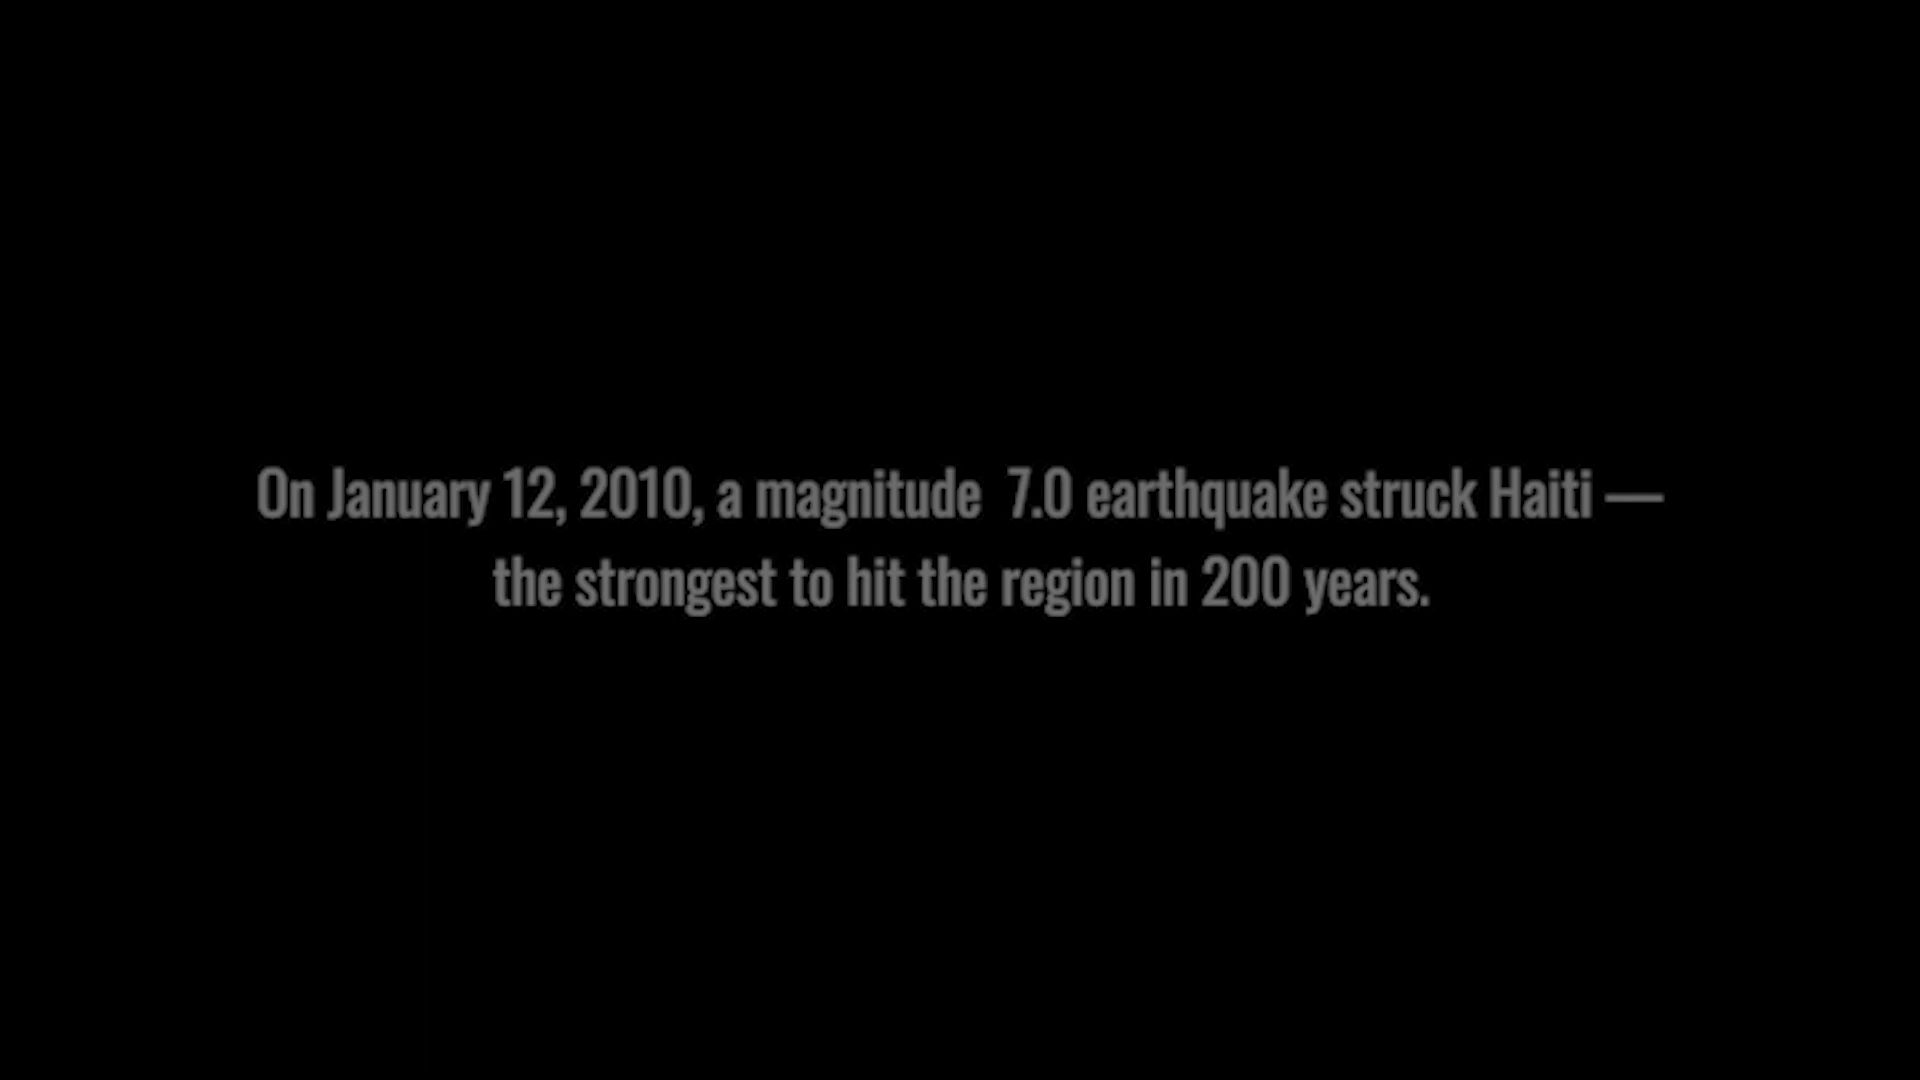 On January 12, 2010, a magnitude  7.0 earthquake struck Haiti —
the strongest to hit the region in 200 years.